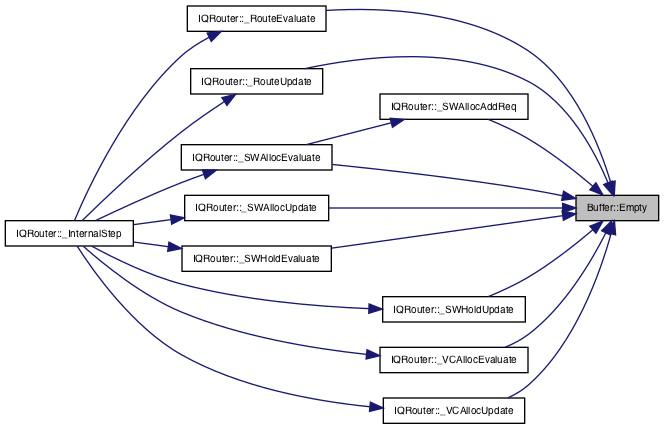 IQRouter::_RouteEvaluate
IQRouter::_RouteUpdate
IQRouter::_SWAllocAddReq
IQRouter::_SWAllocEvaluate
IQRouter::_SWAllocUpdate
Buffer::Empty
IQRouter::_InternalStep
IQRouter::_SWHoldEvaluate
IQRouter::_SWHoldUpdate
IQRouter::_VCAllocEvaluate
IQRouter::_VCAllocUpdate